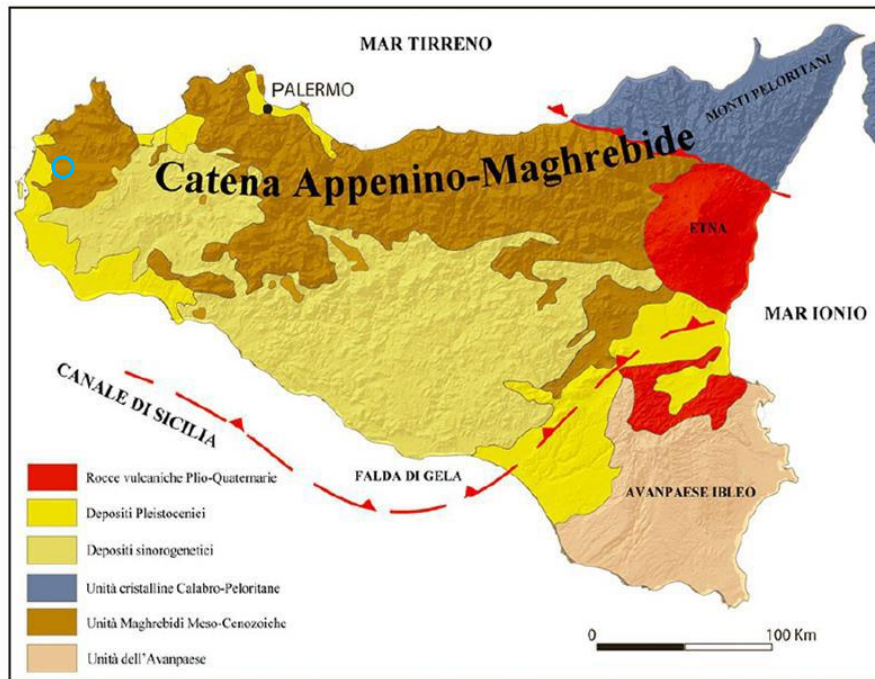 MAR TIRRENO
PALERMO
MONTI PELORITANI
Catena Appenino-Maghrebide
ETNA
MAR IONIO
CANALE DI SICILIA
FALDA DI GELA
AVANPAESE IBLEO
Rocce vulcaniche Plio-Quaternarie
Depositi Pleistocenici
Depositi sinorogenetici
Unità cristalline Calabro-Peloritane
Unità Maghrebidi Meso-Cenozoiche
Unità dell'Avanpaese
0 100 Km